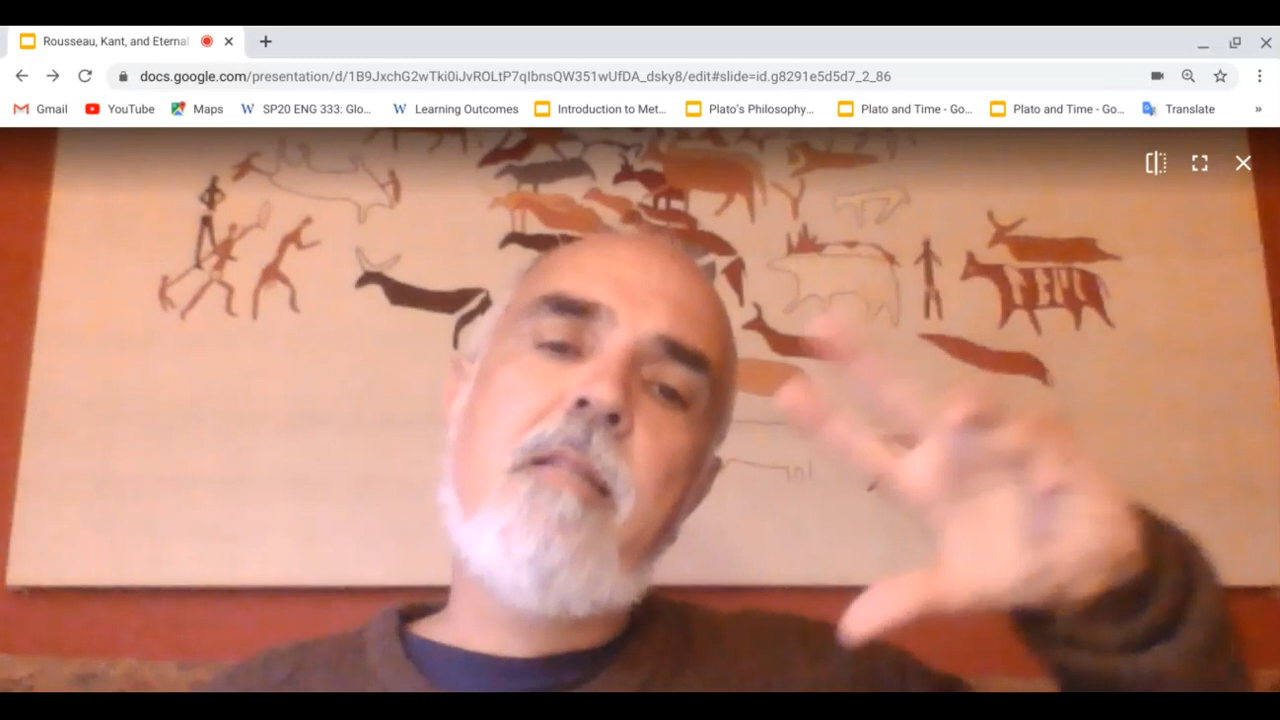 Rousseau, Kant, and Eternal
docs.google.com/presentation/d/1B9JxchG2wTki0iJvROLtP7qIbnsQW351wUfDA_dsky8/edit#slide=id.g8291e5d5d7_2_86
Gmail YouTube Maps W SP20 ENG 333: Glo... W Learning Outcomes Introduction to Met... Plato's Philosophy... Plato and Time - Go... Plato and Time - Go... Translate »